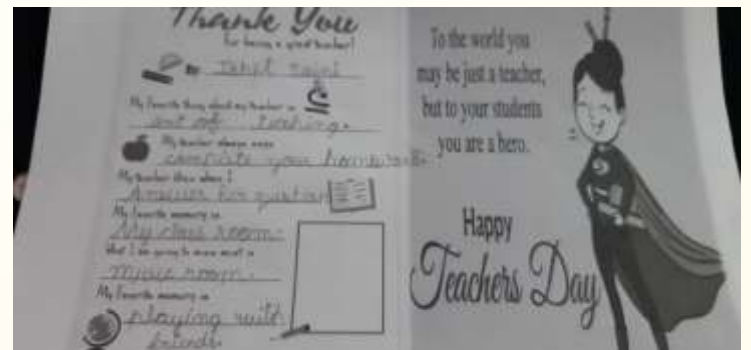 Thank You
for being a great teacher!
My favorite thing about my teacher is
art of teaching.
My teacher always says
complete your homework.
My teacher likes when I
Answer her question
My favorite memory is
My class room.
What I am going to miss most is
music room.
My favorite memory is
playing with
friends.
To the world you
may be just a teacher,
but to your students
you are a hero.
Happy
Teachers Day